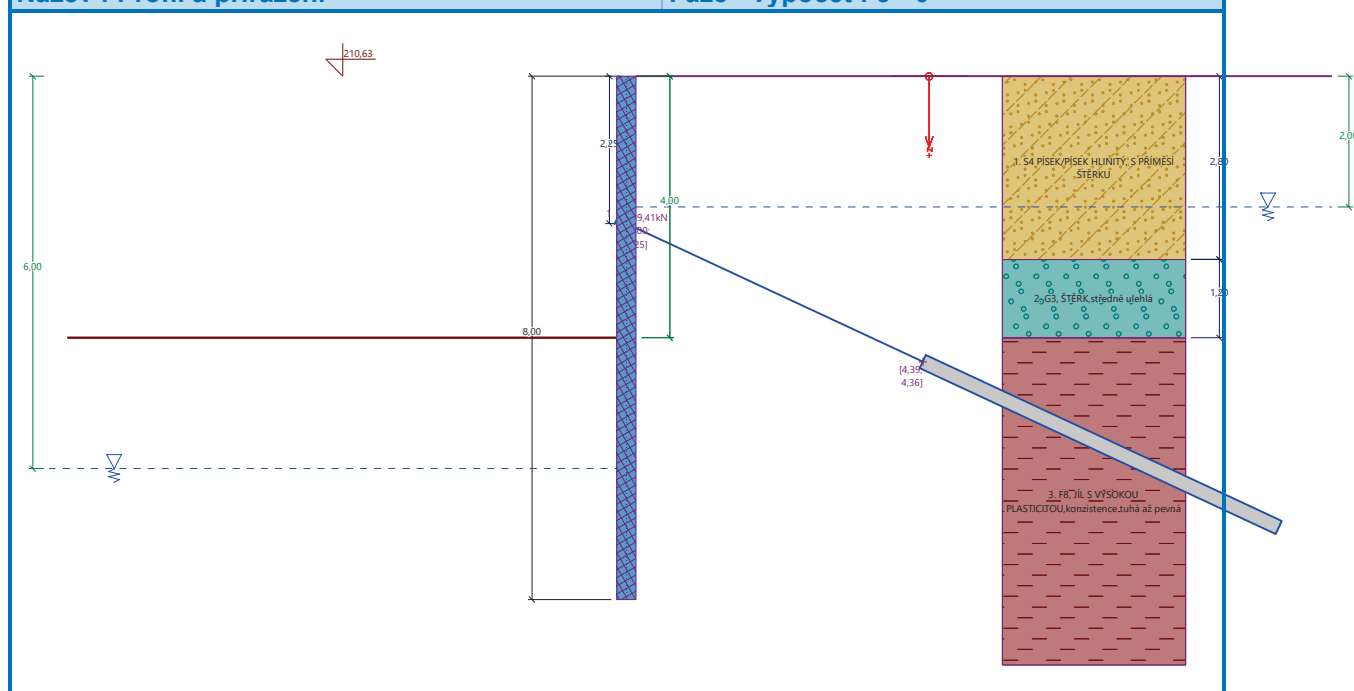 210,63
2,25
2,80
2,0
4,00
9,41kN
00;
25]
6,00
1. S4 PÍSEK/PÍSEK HLINITÝ, S PŘÍMĚSÍ
ŠTĚRKU
2. G3, ŠTĚRK,středně ulehlá
1,20
8,00
[4,39;
4,36]
3. F8, JÍL S VYSOKOU
PLASTICITOU,konzistence tuhá až pevná